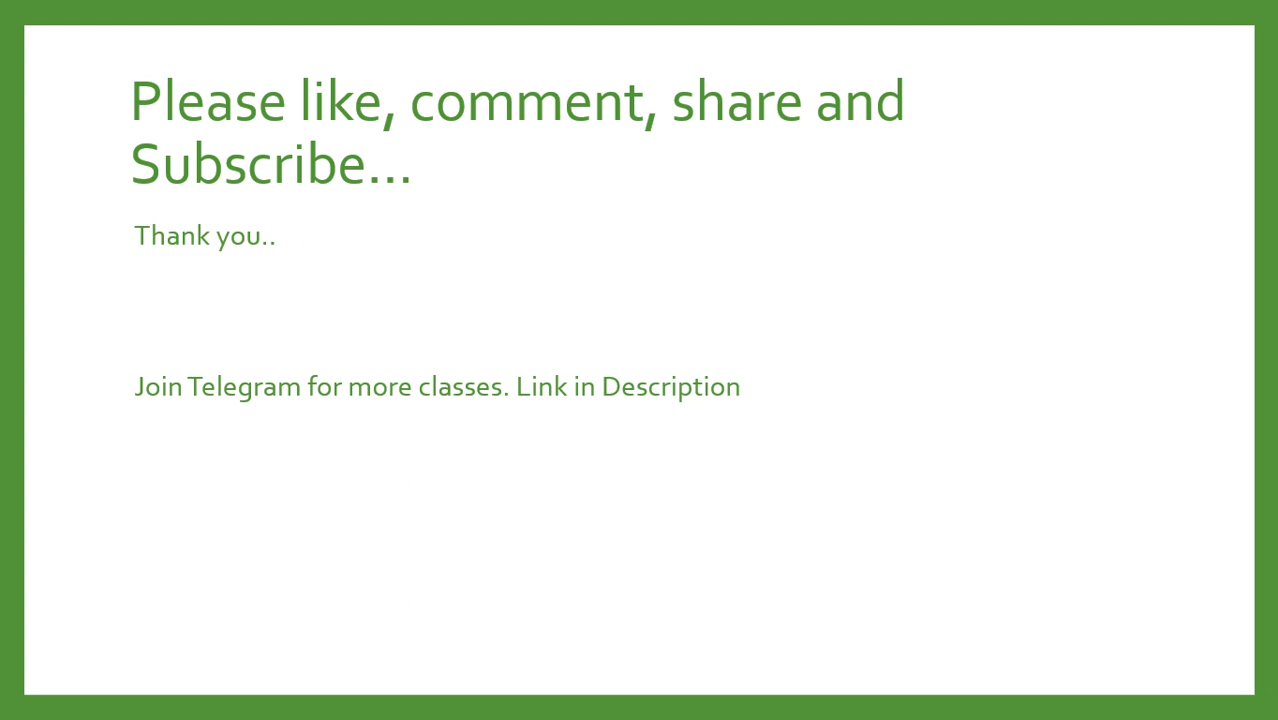 Please like, comment, share and
Subscribe...
Thank you..
Join Telegram for more classes. Link in Description